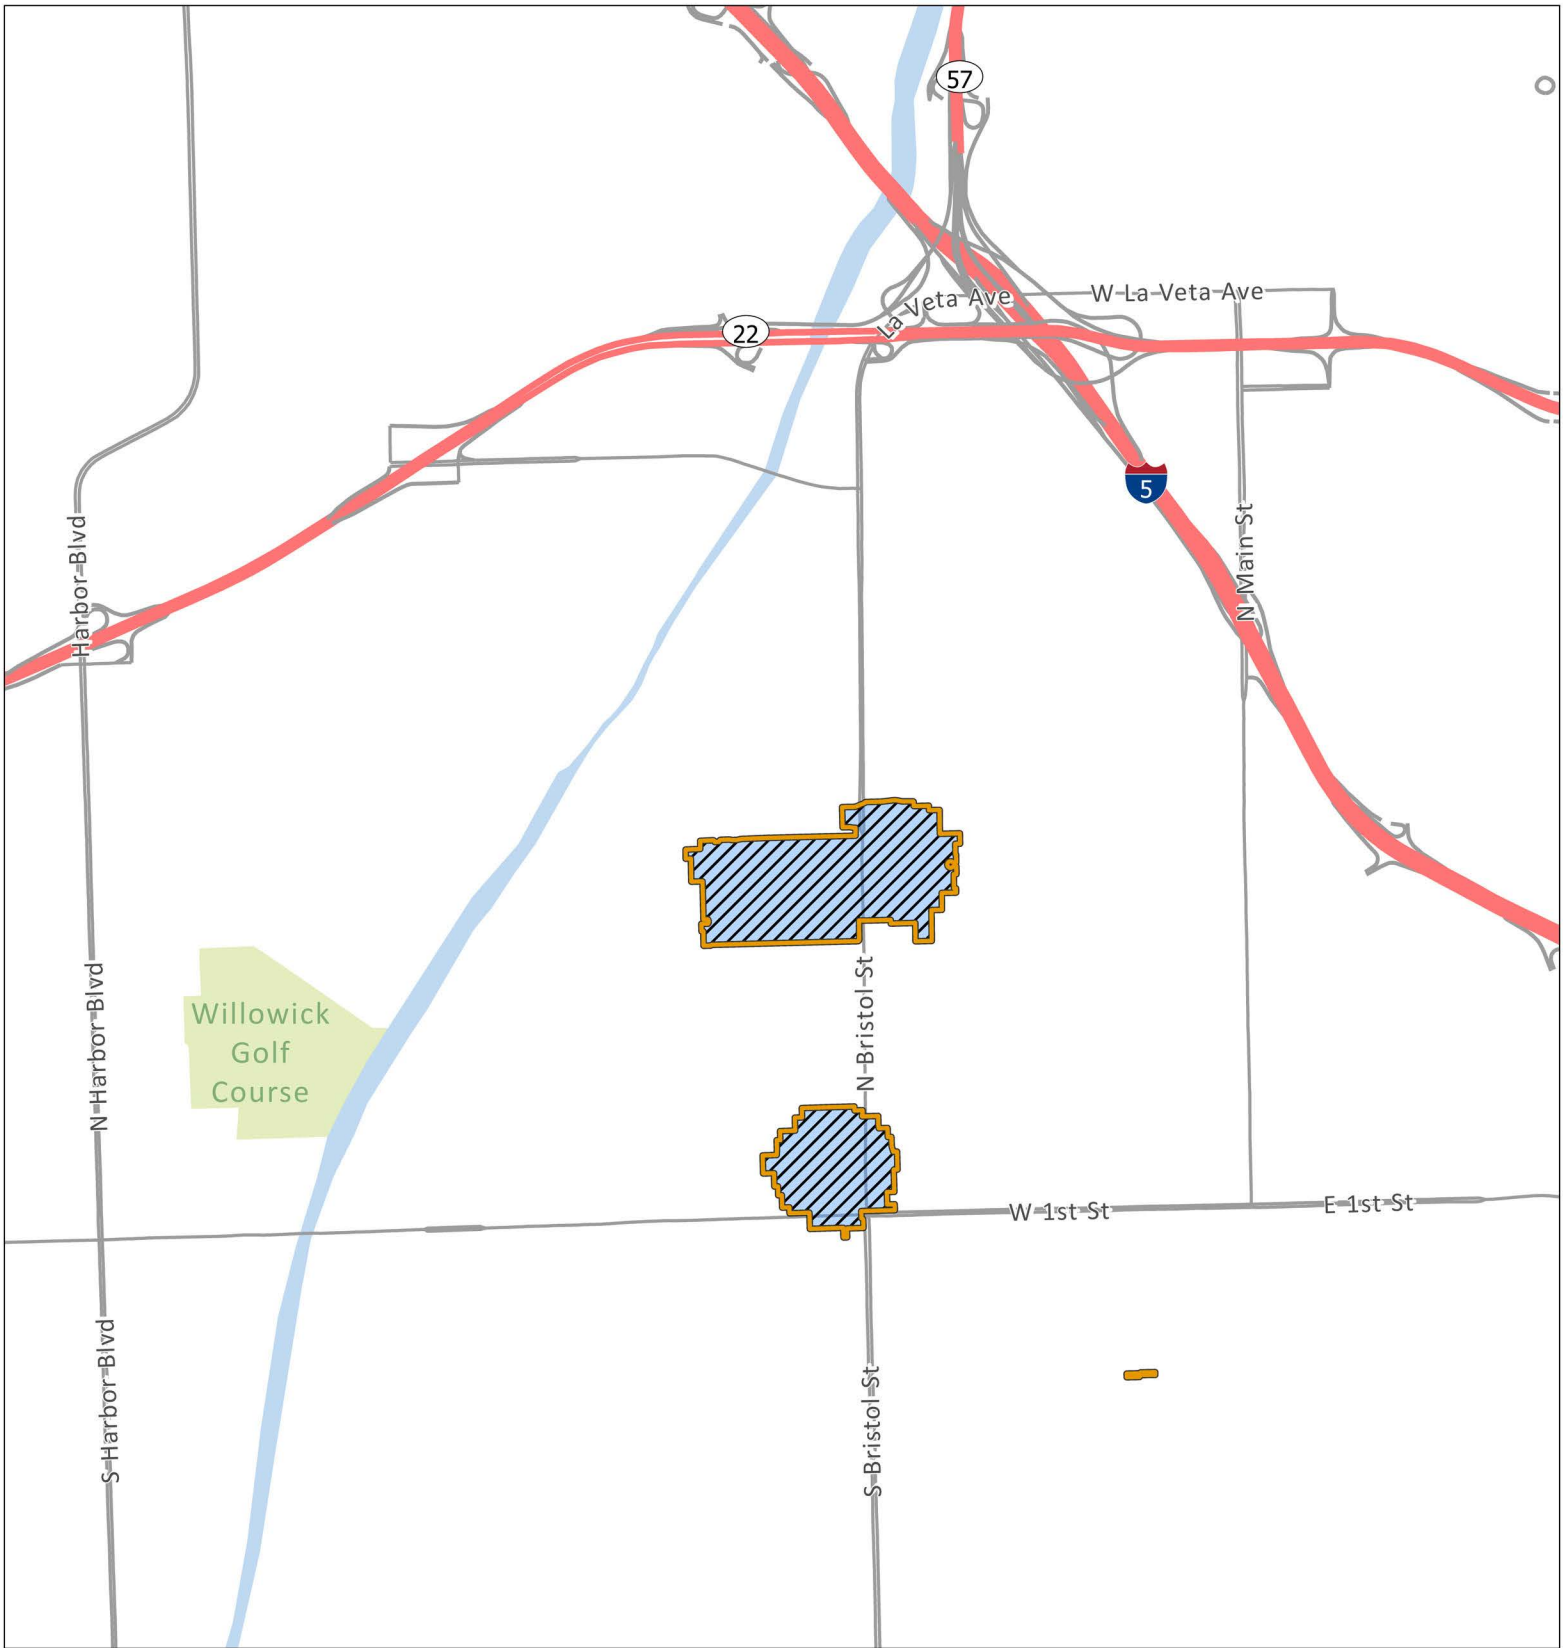 57
La Veta Ave
W La Veta Ave
22
5
N Main St
Harbor Blvd
N Harbor Blvd
Willowick
Golf
Course
N Bristol St
W 1st St
E 1st St
S Harbor Blvd
S Bristol St